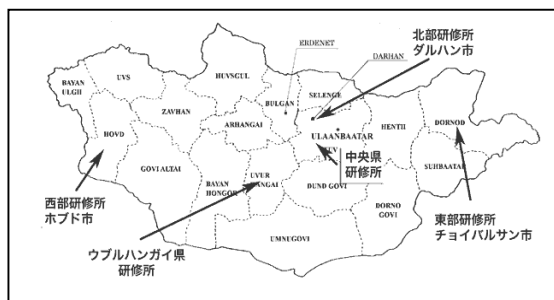 北部研修所
ダルハン市
ERDENET
DARHAN
HUVSGUL
UVS
BAYAN
ULGII
ZAVHAN
BULGAN
SELENGE
ARHANGAI
HOVD
ULAANBAATAR
HENTII
DORNOD
中央県
研修所
GOVI ALTAI
BAYAN
HONGOR
UVUR
HANGAI
DUND GOVI
SUHBAATAR
DORNO
GOVI
UMNUGOVI
西部研修所
ホブド市
ウブルハンガイ県
研修所
東部研修所
チョイバルサン市